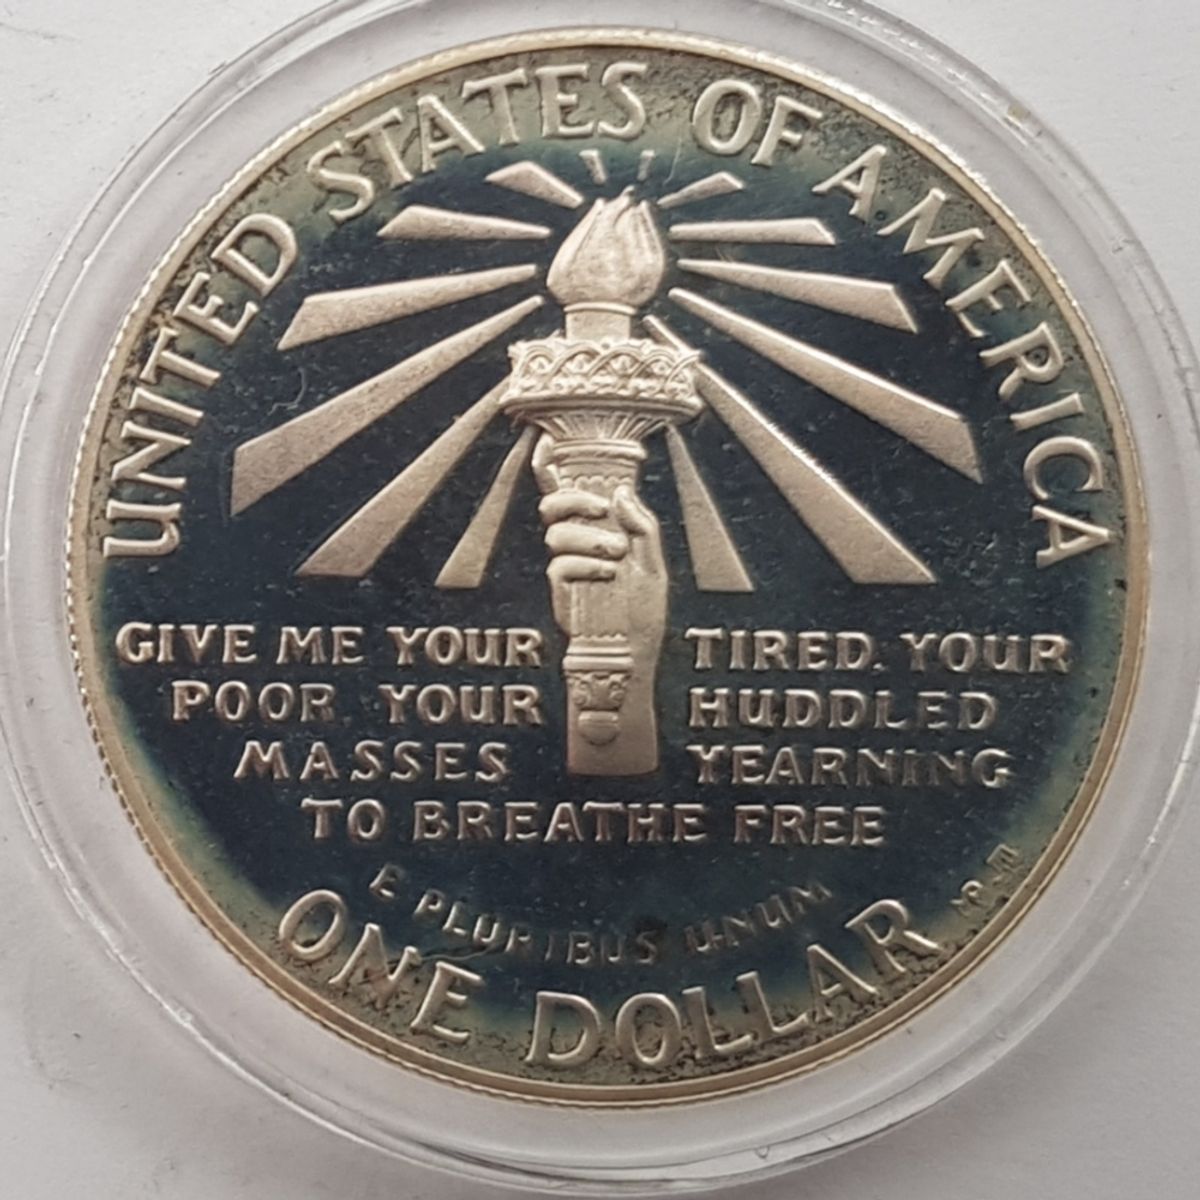 UNITED STATES OF AMERICA
GIVE ME YOUR TIRED, YOUR
POOR, YOUR HUDDLED
MASSES YEARNING
TO BREATHE FREE
E PLURIBUS UNUM
ONE DOLLAR